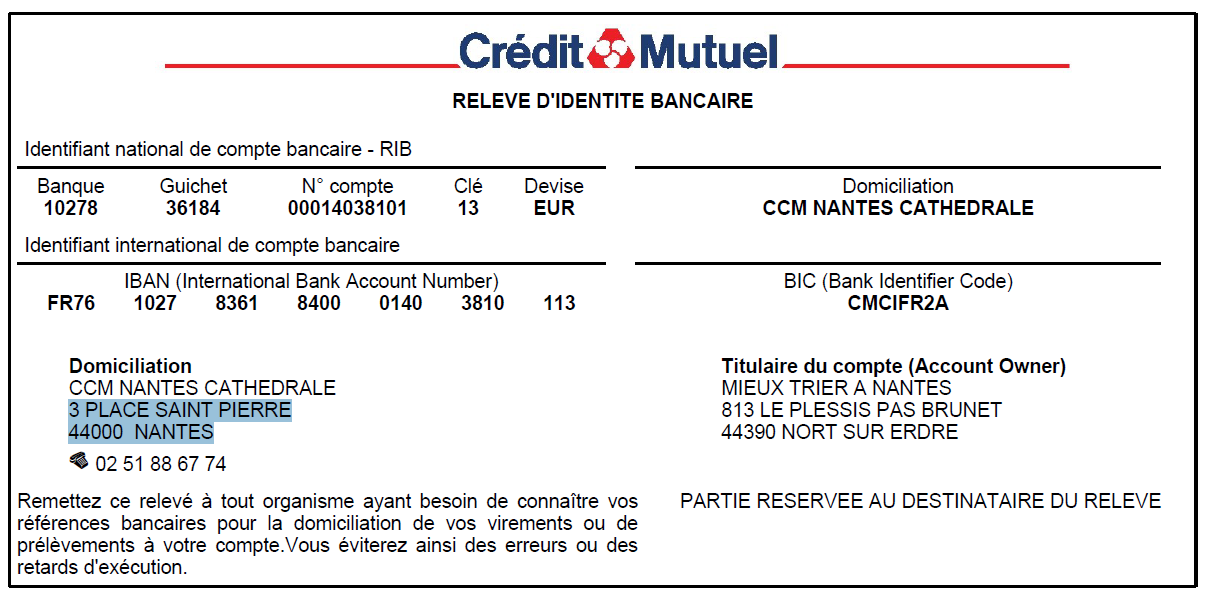 Crédit Mutuel
RELEVE D'IDENTITE BANCAIRE
Identifiant national de compte bancaire - RIB
Banque Guichet N° compte Clé Devise Domiciliation
10278 36184 00014038101 13 EUR CCM NANTES CATHEDRALE
Identifiant international de compte bancaire
IBAN (International Bank Account Number) BIC (Bank Identifier Code)
FR76 1027 8361 8400 0140 3810 113 CMCIFR2A
Domiciliation
CCM NANTES CATHEDRALE
3 PLACE SAINT PIERRE
44000 NANTES
02 51 88 67 74
Titulaire du compte (Account Owner)
MIEUX TRIER A NANTES
813 LE PLESSIS PAS BRUNET
44390 NORT SUR ERDRE
Remettez ce relevé à tout organisme ayant besoin de connaître vos
références bancaires pour la domiciliation de vos virements ou de
prélèvements à votre compte.Vous éviterez ainsi des erreurs ou des
retards d'exécution.
PARTIE RESERVEE AU DESTINATAIRE DU RELEVE